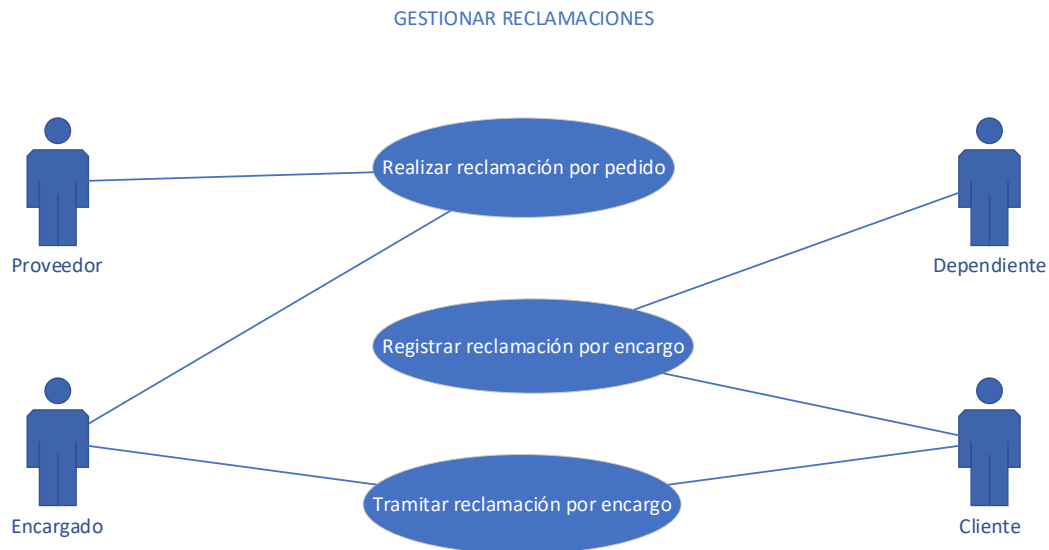 GESTIONAR RECLAMACIONES
Realizar reclamación por pedido
Proveedor
Dependiente
Registrar reclamación por encargo
Tramitar reclamación por encargo
Encargado
Cliente